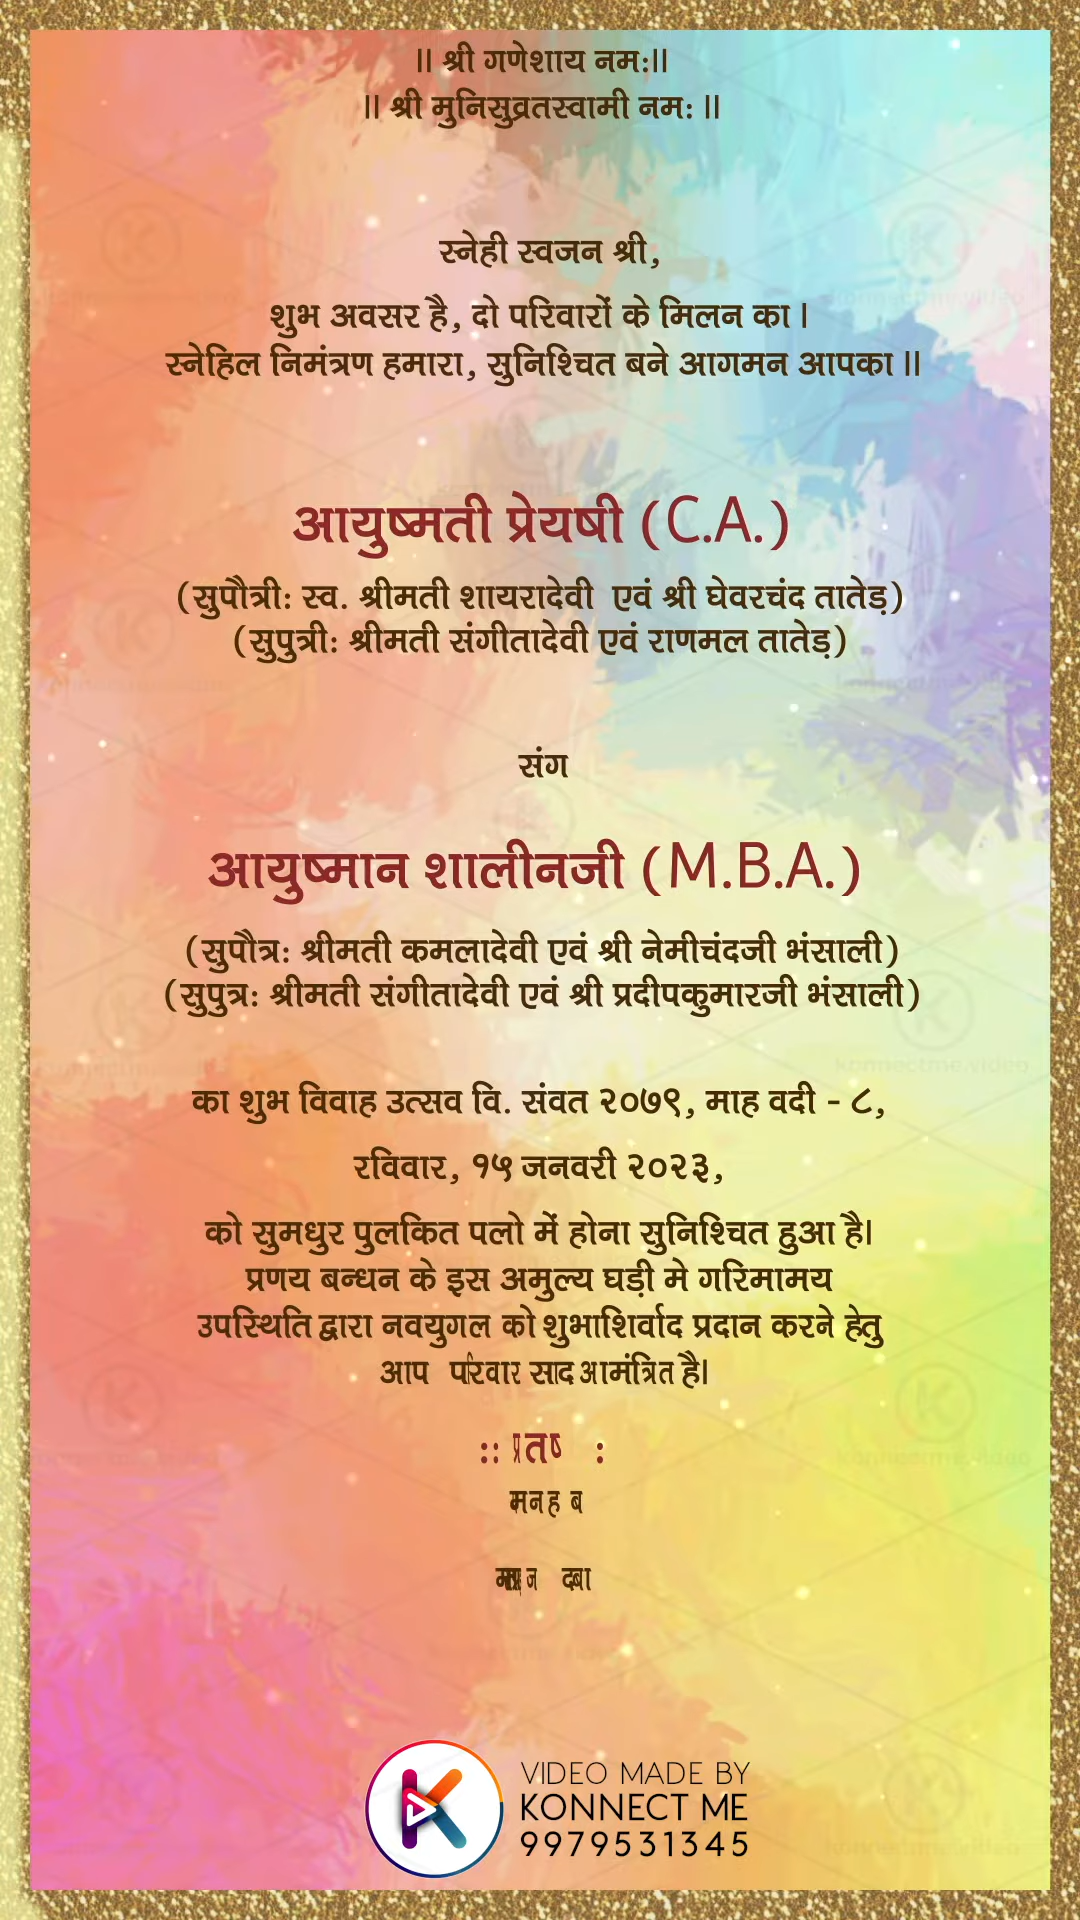 ॥ श्री गणेशाय नम:॥
॥ श्री मुनिसुव्रतस्वामी नम: ॥
स्नेही स्वजन श्री,
शुभ अवसर है, दो परिवारों के मिलन का।
स्नेहिल निमंत्रण हमारा, सुनिश्चित बने आगमन आपका ॥
आयुष्मती प्रेयषी (C.A.)
(सुपौत्री: स्व. श्रीमती शायरादेवी एवं श्री घेवरचंद तातेड़)
(सुपुत्री: श्रीमती संगीतादेवी एवं राणमल तातेड़)
संग
आयुष्मान शालीनजी (M.B.A.)
(सुपौत्र: श्रीमती कमलादेवी एवं श्री नेमीचंदजी भंसाली)
(सुपुत्र: श्रीमती संगीतादेवी एवं श्री प्रदीपकुमारजी भंसाली)
का शुभ विवाह उत्सव वि. संवत २०७९, माह वदी - ८,
रविवार, १५ जनवरी २०२३,
को सुमधुर पुलकित पलो में होना सुनिश्चित हुआ है।
प्रणय बन्धन के इस अमुल्य घड़ी मे गरिमामय
उपस्थिति द्वारा नवयुगल को शुभाशिर्वाद प्रदान करने हेतु
आप परिवार आमंत्रित है।
VIDEO MADE BY
KONNECT ME
9979531345